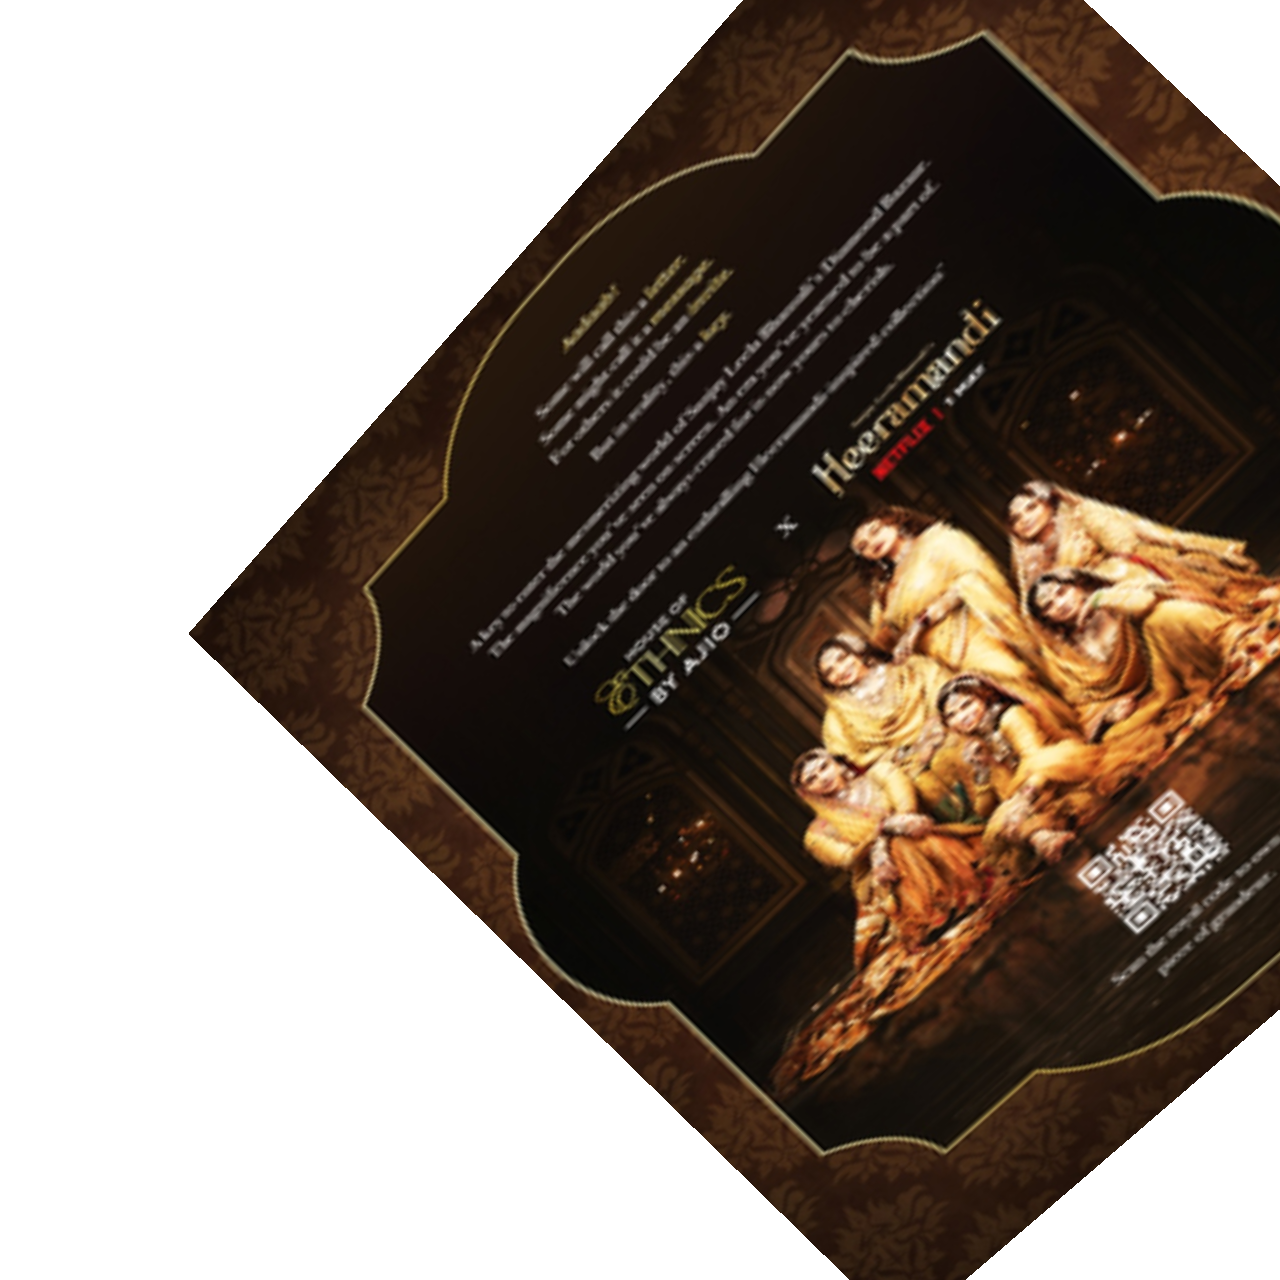 Aadaab!
Some will call this a letter.
Some might call it a message.
For others it could be an invite.
But in reality, this a key.
A key to enter the mesmerizing world of Sanjay Leela Bhansali's Diamond Bazaar.
The magnificence you've seen on screen. An era you've yearned to be a part of.
The world you've always craved for is now yours to cherish.
Unlock the door to an enthralling Heeramandi inspired collection
HOUSE OF
ETHNICS
BY AJIO
X
Heeramandi
NETFLIX |
Scan the royal code to own
piece of grandeur.